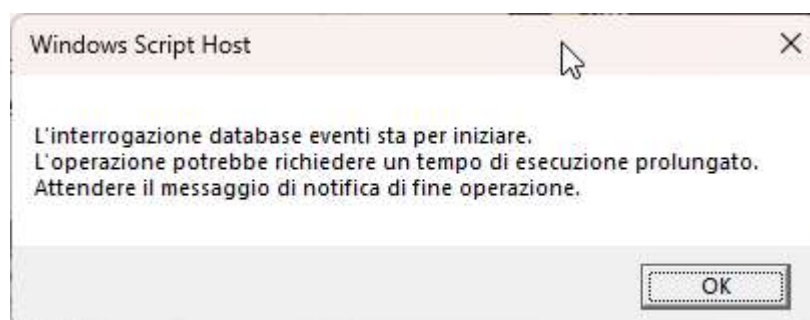 Windows Script Host
L'interrogazione database eventi sta per iniziare.
L'operazione potrebbe richiedere un tempo di esecuzione prolungato.
Attendere il messaggio di notifica di fine operazione.
OK